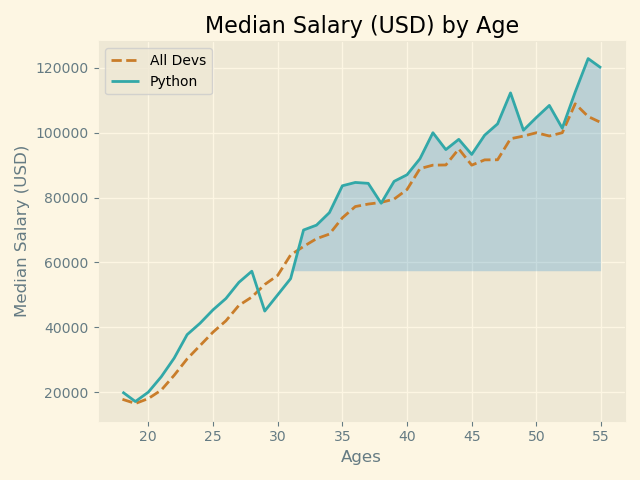 Median Salary (USD) by Age
All Devs
Python
Median Salary (USD)
120000
100000
80000
60000
40000
20000
20 25 30 35 40 45 50 55
Ages